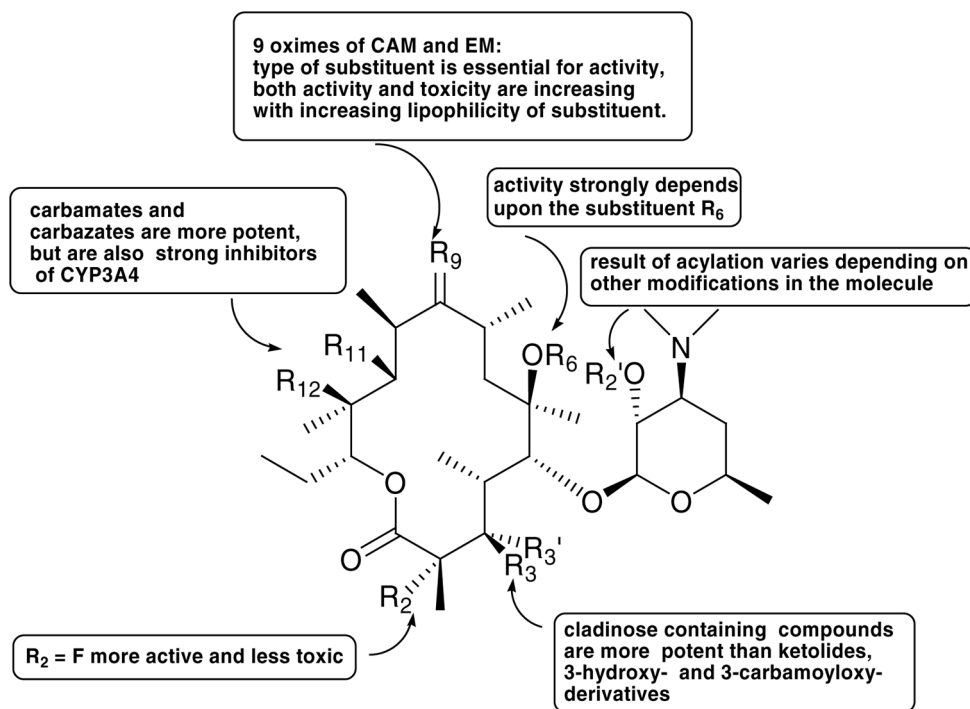 9 oximes of CAM and EM:
type of substituent is essential for activity,
both activity and toxicity are increasing
with increasing lipophilicity of substituent.
activity strongly depends
upon the substituent R₆
carbamates and
carbazates are more potent,
but are also strong inhibitors
of CYP3A4
result of acylation varies depending on
other modifications in the molecule
R₉
R₁₁
OR₆
N
R₂'O
R₁₂
O
O
O
O
R₃'
R₃
R₂
R₂ = F more active and less toxic
cladinose containing compounds
are more potent than ketolides,
3-hydroxy- and 3-carbamoyloxy-
derivatives